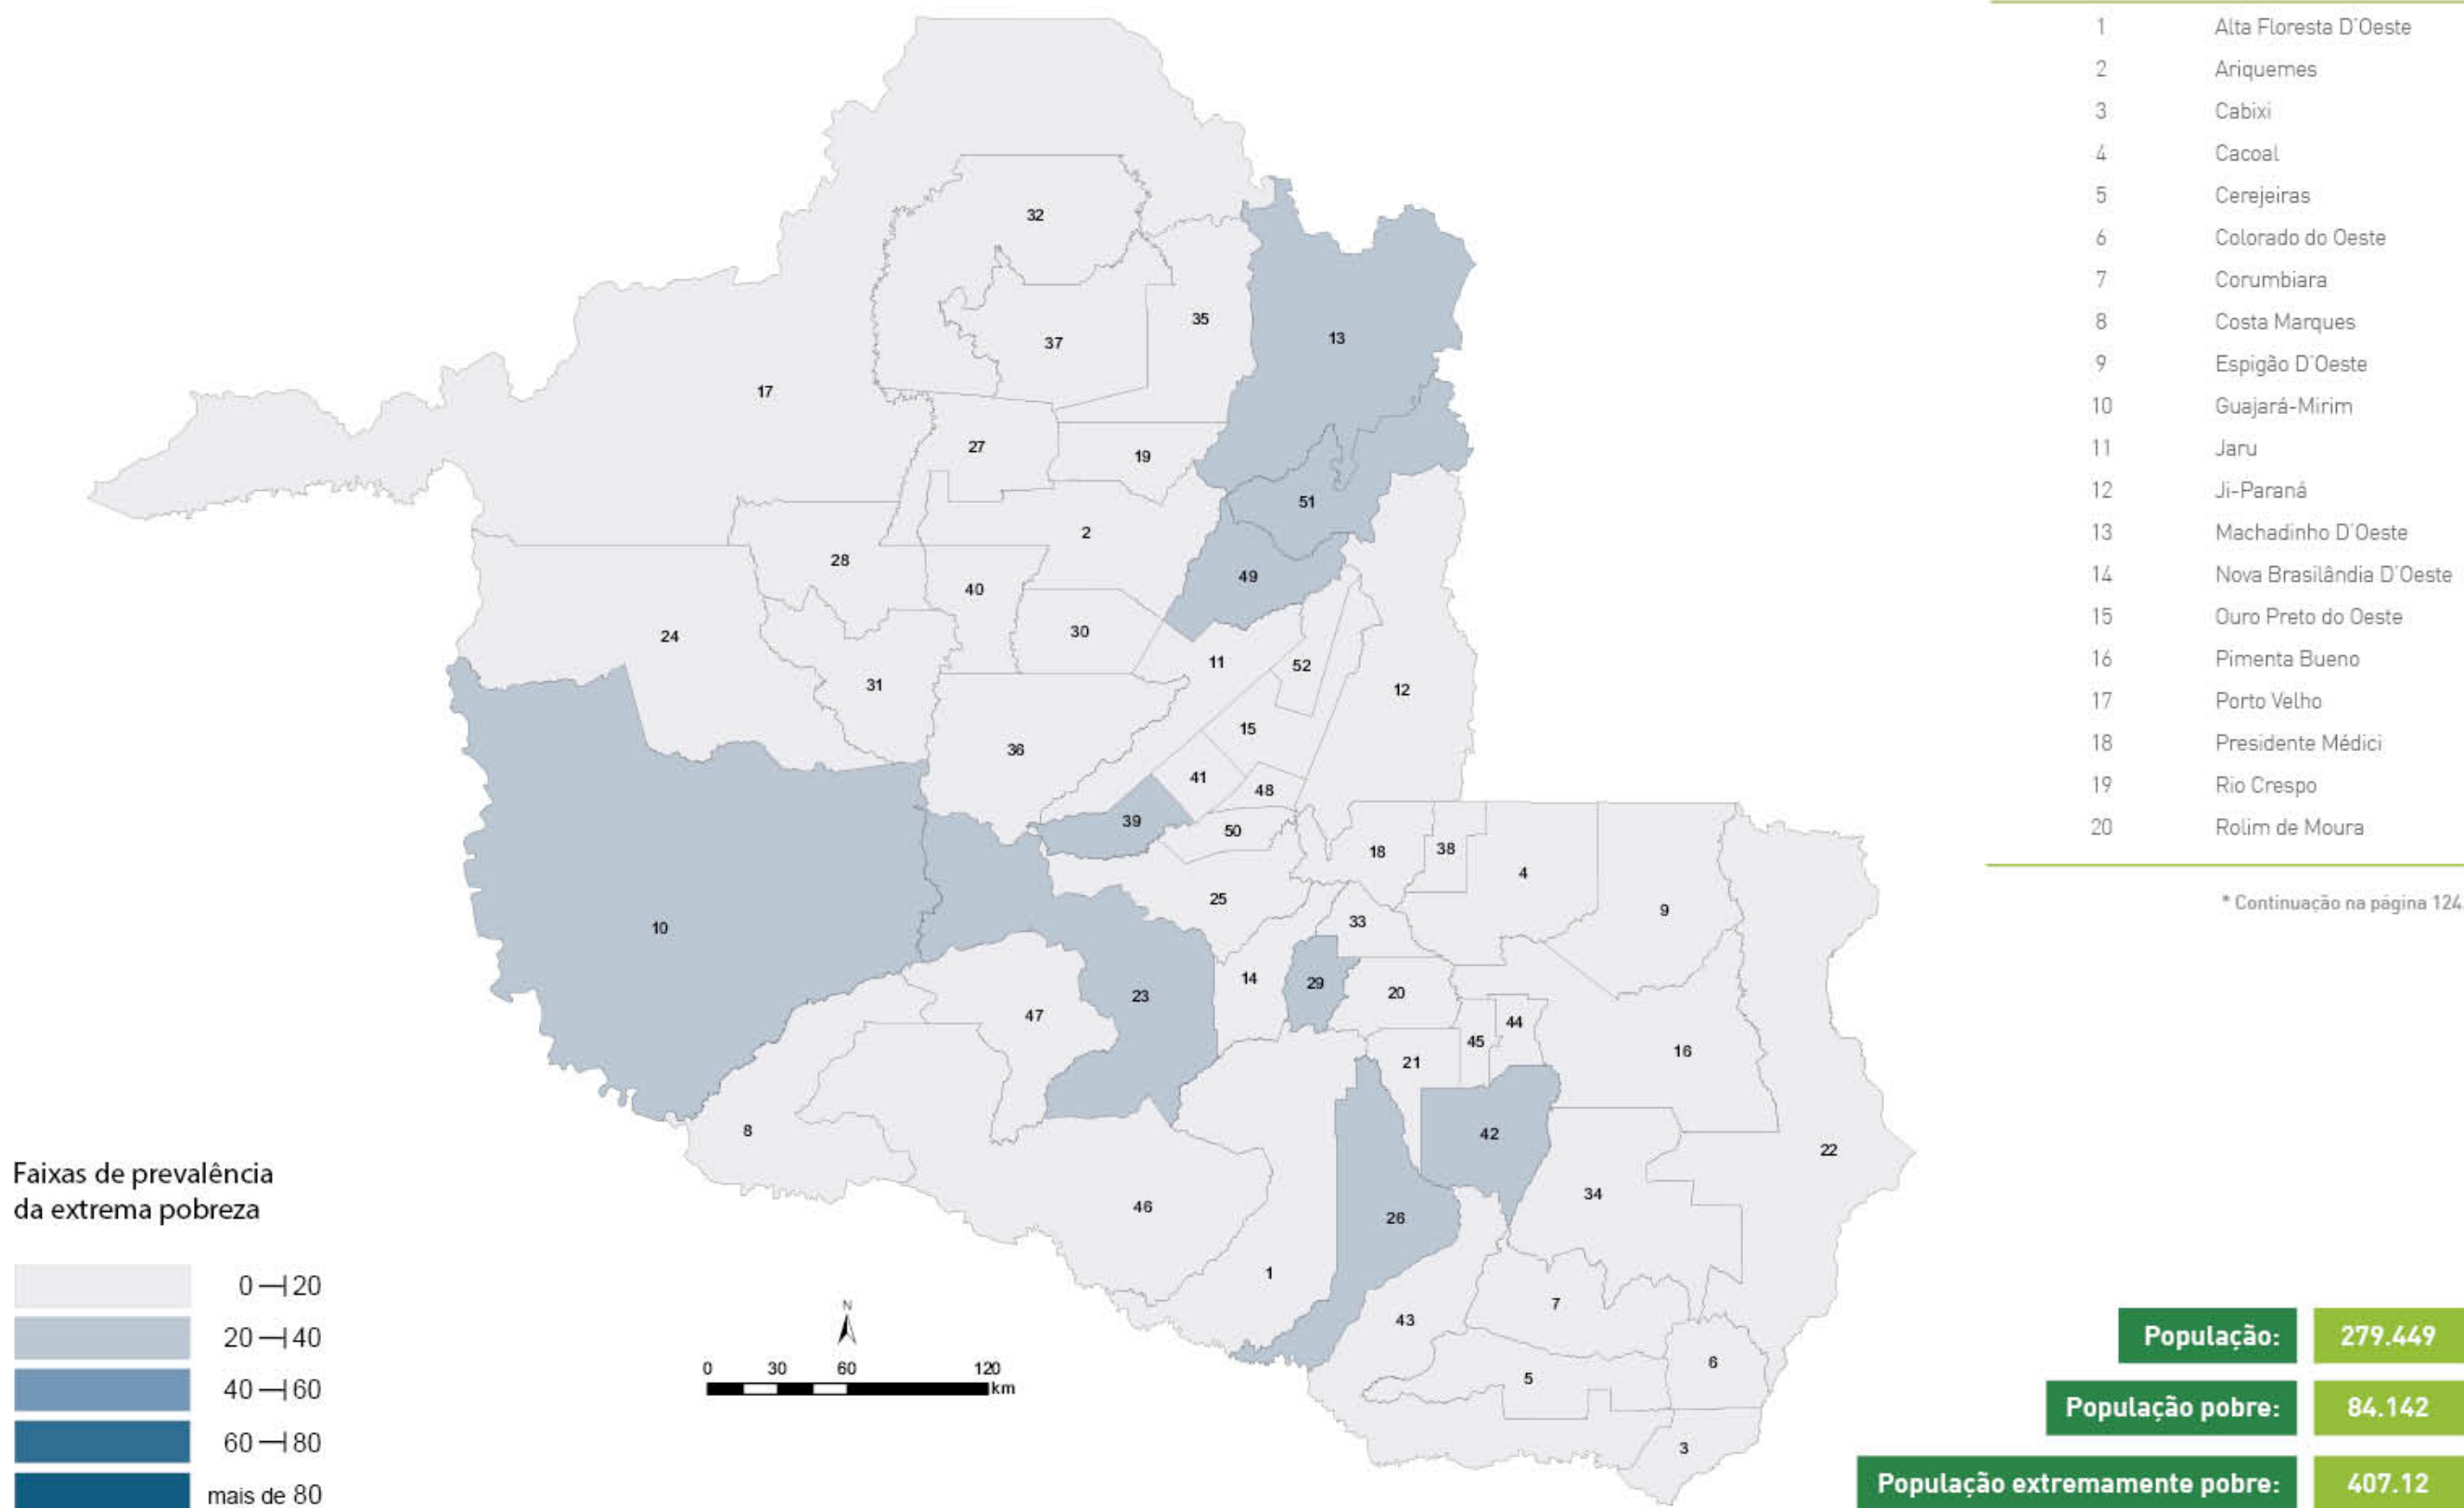 1 Alta Floresta D'Oeste
2 Ariquemes
3 Cabixi
4 Cacoal
5 Cerejeiras
6 Colorado do Oeste
7 Corumbiara
8 Costa Marques
9 Espigão D'Oeste
10 Guajará-Mirim
11 Jaru
12 Ji-Paraná
13 Machadinho D'Oeste
14 Nova Brasilândia D'Oeste
15 Ouro Preto do Oeste
16 Pimenta Bueno
17 Porto Velho
18 Presidente Médici
19 Rio Crespo
20 Rolim de Moura
* Continuação na página 124
32
35
13
37
17
27
19
51
2
28
49
40
30
24
11
52
31
12
15
36
41
48
39
50
18
38
4
25
9
33
10
14
29
20
23
47
44
45
16
21
8
42
22
34
46
26
1
7
43
6
5
3
Faixas de prevalência
da extrema pobreza
0 20
20 40
40 60
60 80
mais de 80
N
0 30 60 120
km
População: 279.449
População pobre: 84.142
População extremamente pobre: 407.12